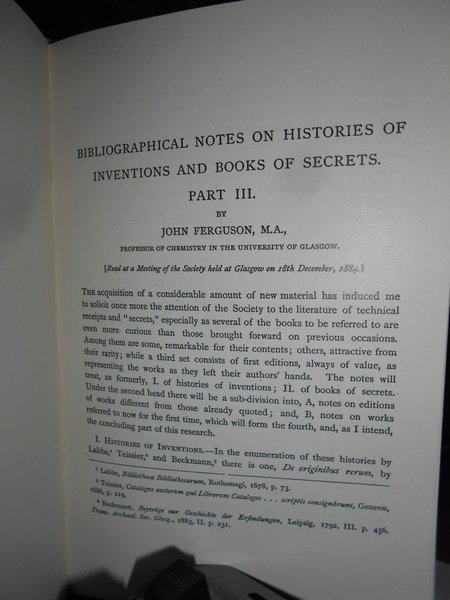 BIBLIOGRAPHICAL NOTES ON HISTORIES OF
INVENTIONS AND BOOKS OF SECRETS.
PART III.
BY
JOHN FERGUSON, M.A.,
PROFESSOR OF CHEMISTRY IN THE UNIVERSITY OF GLASGOW.
[Read at a Meeting of the Society held at Glasgow on 18th December, 1884.]
THE acquisition of a considerable amount of new material has induced me
to solicit once more the attention of the Society to the literature of technical
receipts and "secrets," especially as several of the books to be referred to are
even more curious than those brought forward on previous occasions.
Among them are some, remarkable for their contents; others, attractive from
their rarity; while a third set consists of first editions, always of value, as
representing the works as they left their authors' hands. The notes will
treat, as formerly, I. of histories of inventions; II. of books of secrets.
Under the second head there will be a sub-division into, A, notes on editions
of works different from those already quoted; and, B, notes on works
referred to now for the first time, which will form the fourth, and, as I intend,
the concluding part of this research.
I. HISTORIES OF INVENTIONS.—In the enumeration of these histories by
Labbe,¹ Teissier,² and Beckmann,³ there is one, De originibus rerum, by
¹ Labbe, Bibliotheca Bibliothecarum, Rothomagi, 1678, p. 73.
² Teissier, Catalogus auctorum qui Librorum Catalogos . . . scriptis consignârunt, Genevæ,
1686, p. 119.
³ Beckmann, Beyträge zur Geschichte der Erfindungen, Leipzig, 1792, III. p. 456.
Trans. Archæol. Soc. Glasg., 1883, II. p. 231.